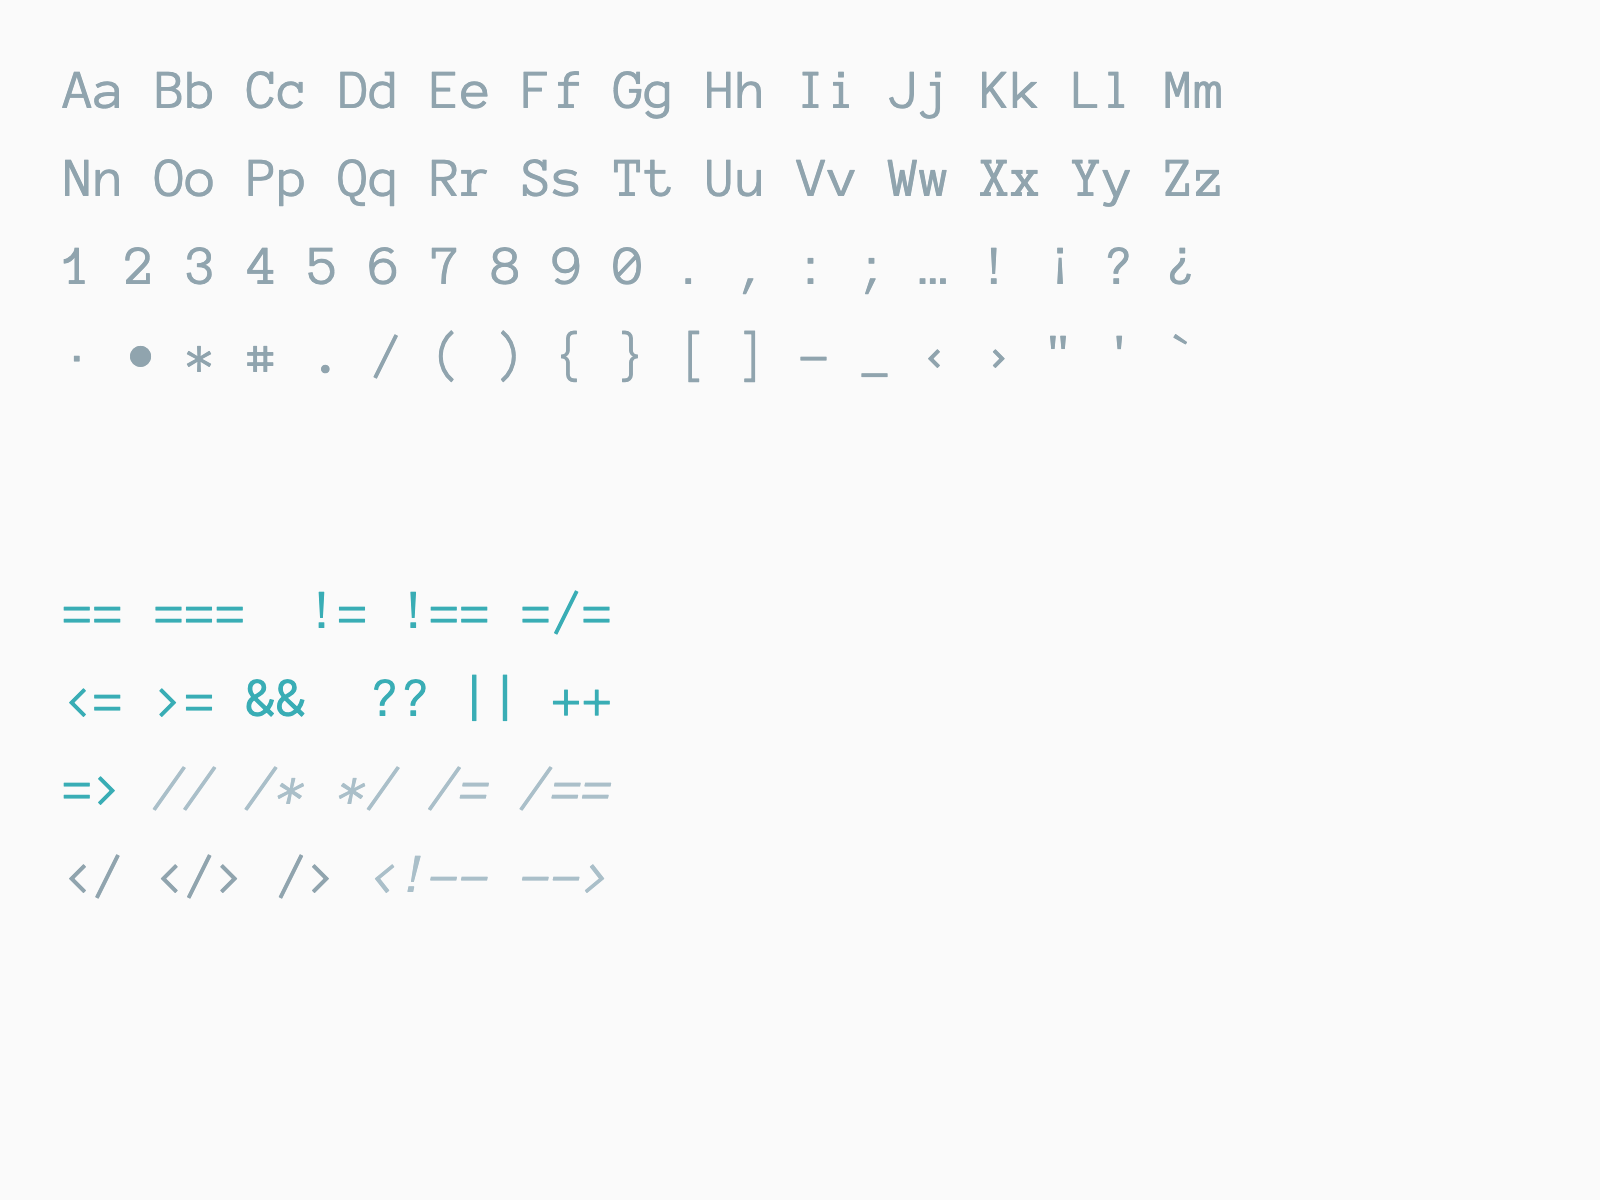 Aa Bb Cc Dd Ee Ff Gg Hh Ii Jj Kk Ll Mm
Nn Oo Pp Qq Rr Ss Tt Uu Vv Ww Xx Yy Zz
1 2 3 4 5 6 7 8 9 0 . , : ; … ! ¡ ? ¿
· • * # . / ( ) { } [ ] – _ ‹ › " ' `
== === != !== =/=
<= >= && ?? || ++
=> // /* */ /= /==
</ </> /> <!-- -->